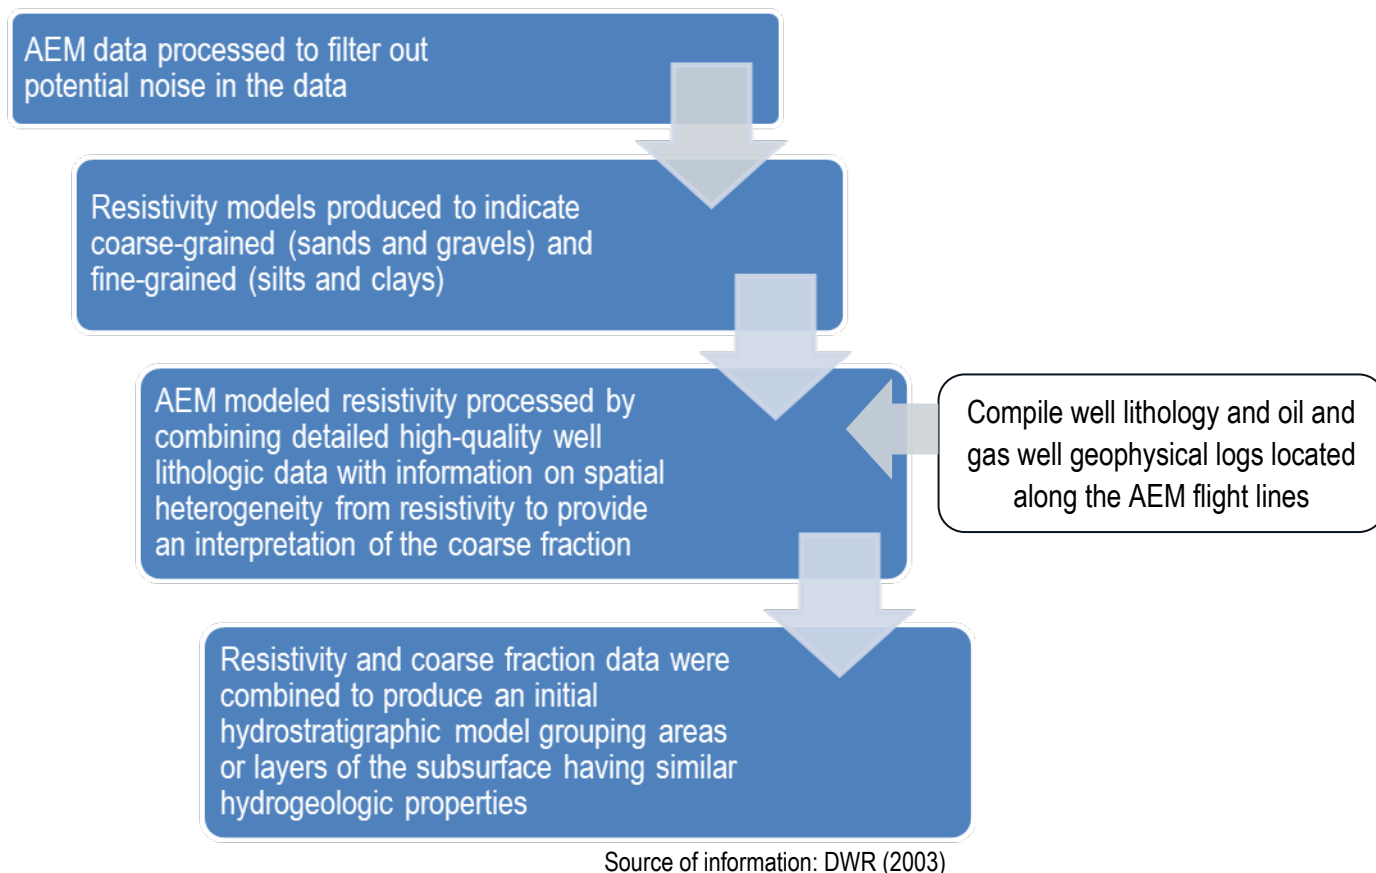 AEM data processed to filter out
potential noise in the data
Resistivity models produced to indicate
coarse-grained (sands and gravels) and
fine-grained (silts and clays)
AEM modeled resistivity processed by
combining detailed high-quality well
lithologic data with information on spatial
heterogeneity from resistivity to provide
an interpretation of the coarse fraction
Compile well lithology and oil and
gas well geophysical logs located
along the AEM flight lines
Resistivity and coarse fraction data were
combined to produce an initial
hydrostratigraphic model grouping areas
or layers of the subsurface having similar
hydrogeologic properties
Source of information: DWR (2003)